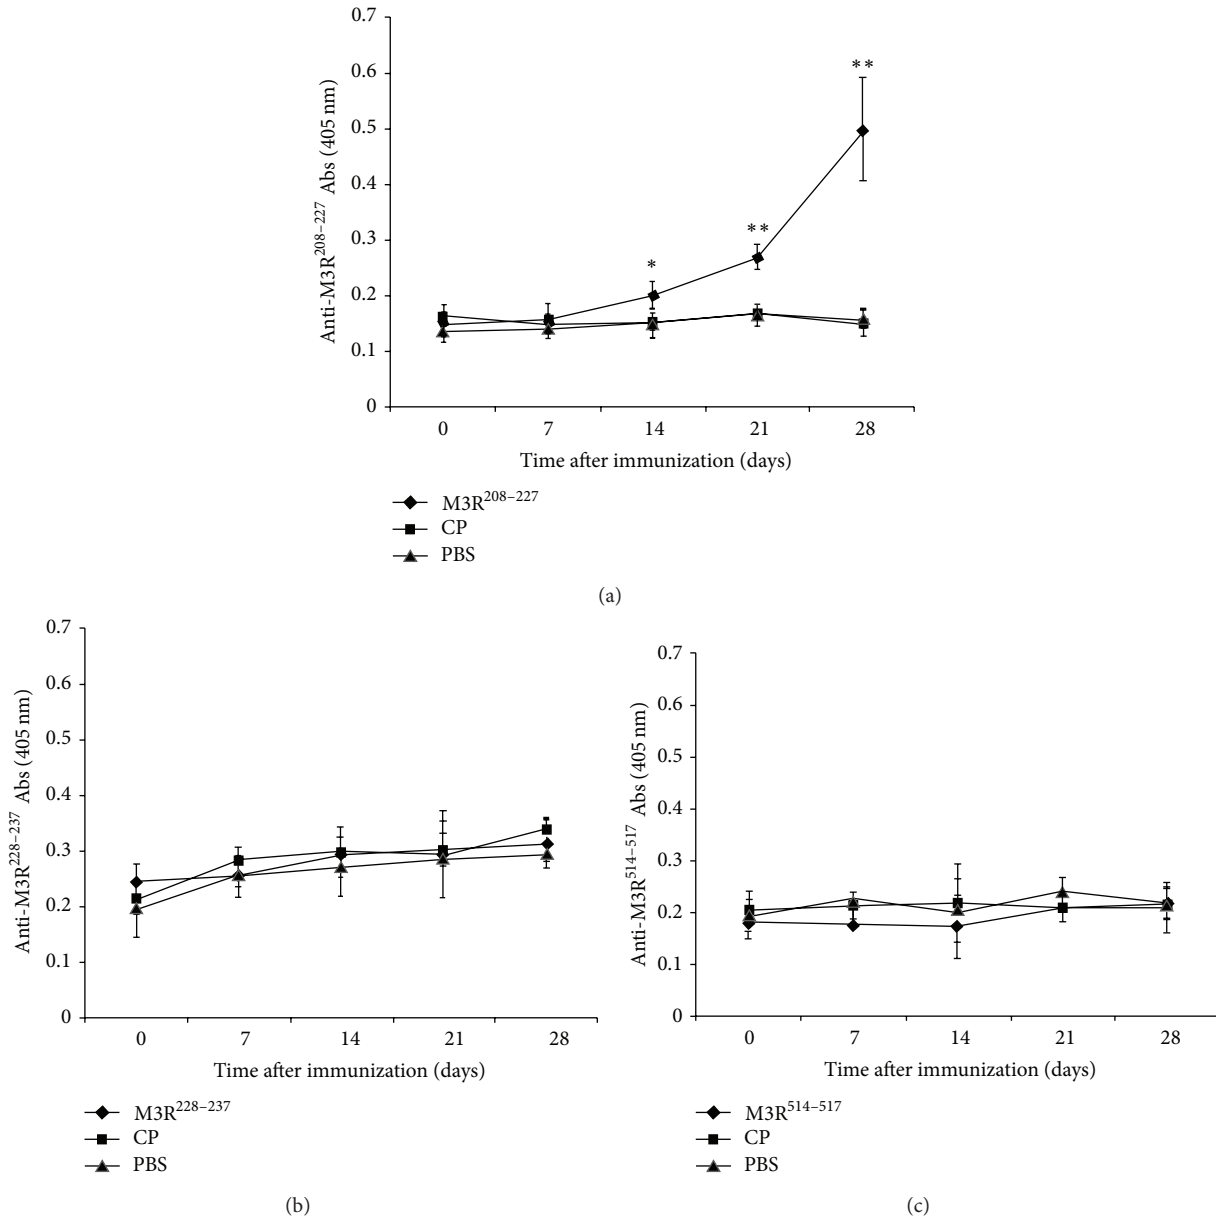 0.7
0.6
0.5
0.4
0.3
0.2
0.1
0
Anti-M3R²⁰⁸⁻²²⁷ Abs (405 nm)
*
**
**
0 7 14 21 28
Time after immunization (days)
M3R²⁰⁸⁻²²⁷
CP
PBS
(a)
0.7
0.6
0.5
0.4
0.3
0.2
0.1
0
Anti-M3R²²⁸⁻²³⁷ Abs (405 nm)
0 7 14 21 28
Time after immunization (days)
M3R²²⁸⁻²³⁷
CP
PBS
(b)
0.7
0.6
0.5
0.4
0.3
0.2
0.1
0
Anti-M3R⁵¹⁴⁻⁵¹⁷ Abs (405 nm)
0 7 14 21 28
Time after immunization (days)
M3R⁵¹⁴⁻⁵¹⁷
CP
PBS
(c)